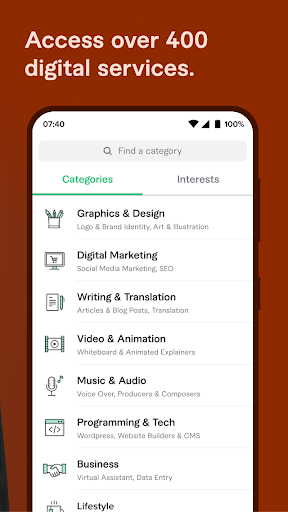 Access over 400
digital services.
07:40
100%
Find a category
Categories
Interests
Graphics & Design
Logo & Brand Identity, Art & Illustration
Digital Marketing
Social Media Marketing, SEO
Writing & Translation
Articles & Blog Posts, Translation
Video & Animation
Whiteboard & Animated Explainers
Music & Audio
Voice Over, Producers & Composers
Programming & Tech
Wordpress, Website Builders & CMS
Business
Virtual Assistant, Data Entry
Lifestyle